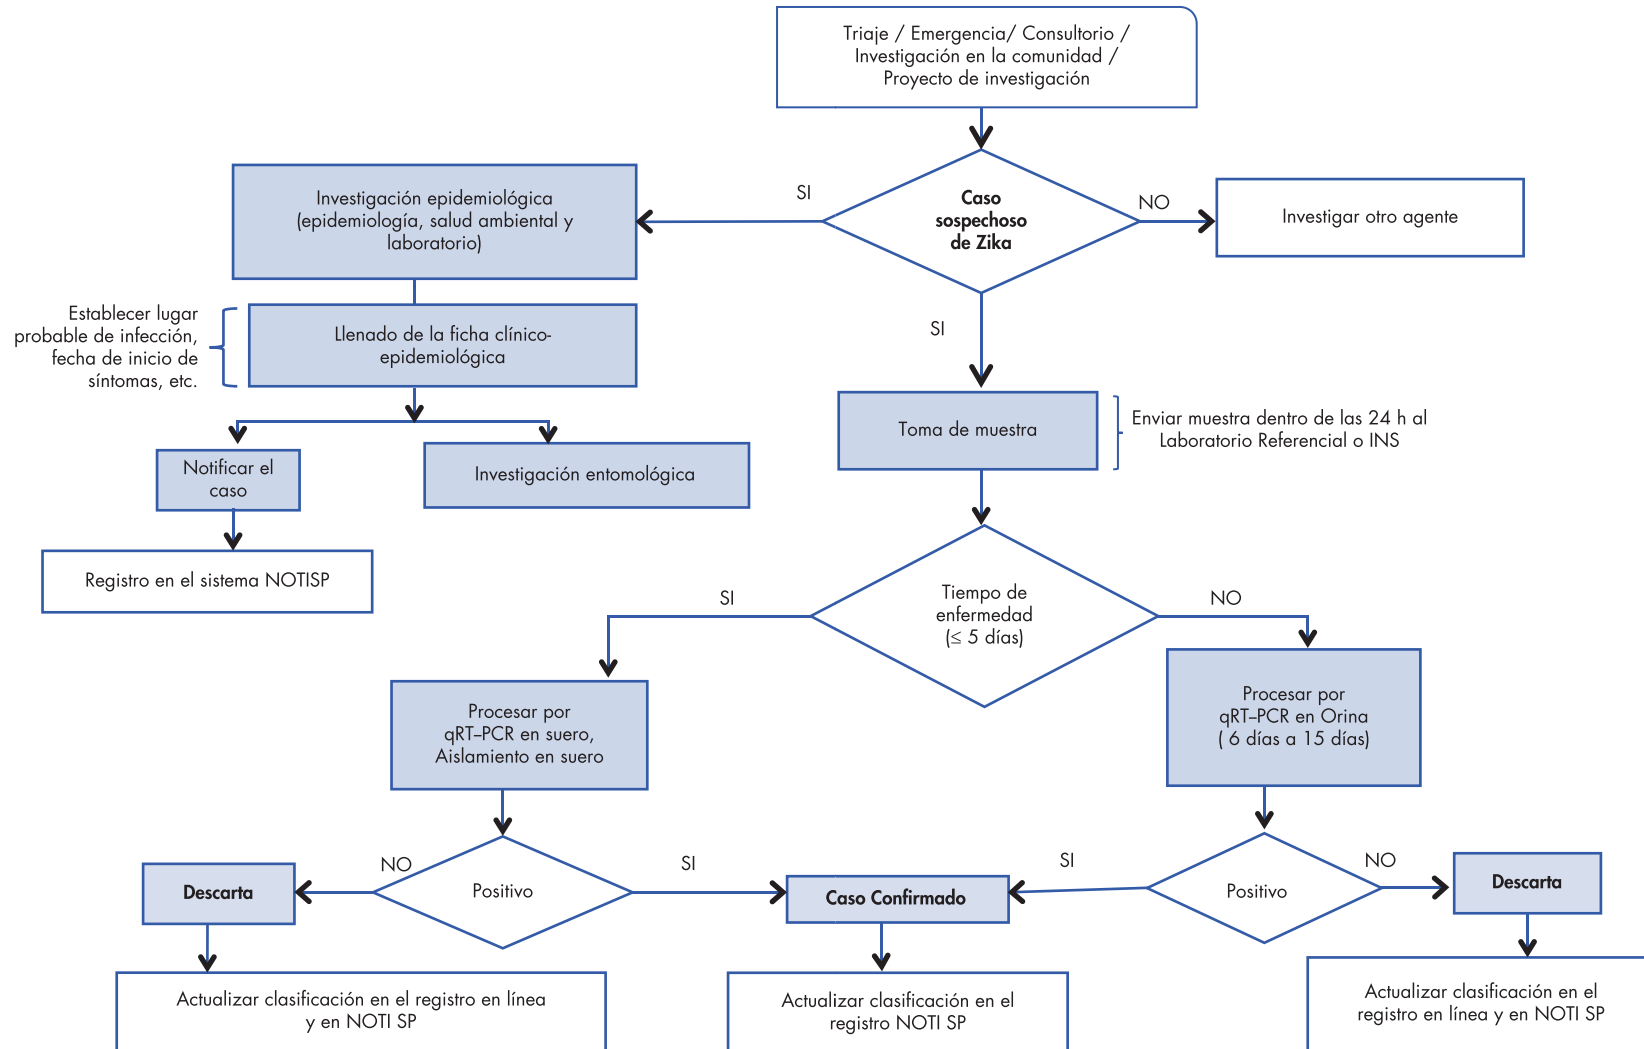 Triaje / Emergencia/ Consultorio /
Investigación en la comunidad /
Proyecto de investigación
SI
Caso
sospechoso
de Zika
NO
Investigar otro agente
Investigación epidemiológica
(epidemiología, salud ambiental y
laboratorio)
Establecer lugar
probable de infección,
fecha de inicio de
síntomas, etc.
Llenado de la ficha clínico-
epidemiológica
SI
Toma de muestra
Enviar muestra dentro de las 24 h al
Laboratorio Referencial o INS
Notificar el
caso
Investigación entomológica
Registro en el sistema NOTISP
SI
Tiempo de
enfermedad
(≤ 5 días)
NO
Procesar por
qRT–PCR en suero,
Aislamiento en suero
Procesar por
qRT–PCR en Orina
( 6 días a 15 días)
Descarta
NO
Positivo
SI
Caso Confirmado
SI
Positivo
NO
Descarta
Actualizar clasificación en el registro en línea
y en NOTI SP
Actualizar clasificación en el
registro NOTI SP
Actualizar clasificación en el
registro en línea y en NOTI SP